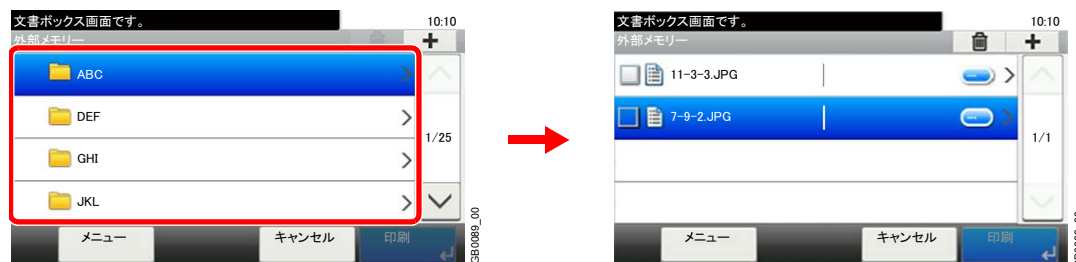 文書ボックス画面です。
10:10
外部メモリー
ABC
DEF
GHI
JKL
1/25
メニュー
キャンセル
印刷
GB0089_00
文書ボックス画面です。
10:10
外部メモリー
11-3-3.JPG
7-9-2.JPG
1/1
メニュー
キャンセル
印刷